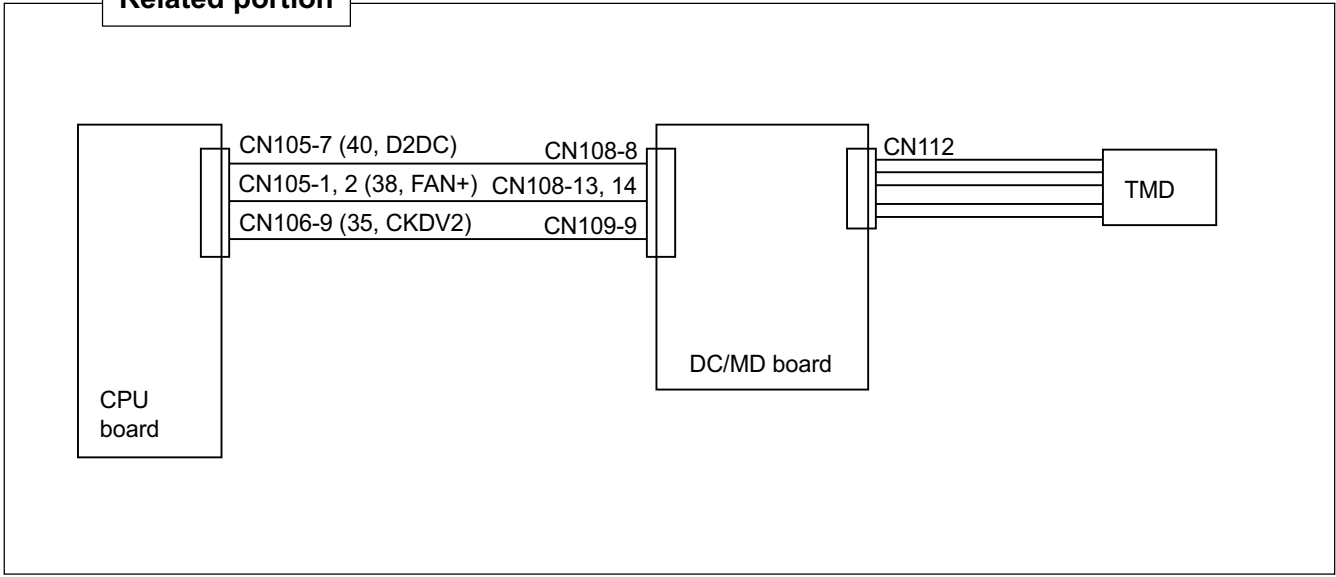 Related portion
CN105-7 (40, D2DC)
CN108-8
CN105-1, 2 (38, FAN+)
CN108-13, 14
CN106-9 (35, CKDV2)
CN109-9
CN112
TMD
DC/MD board
CPU
board